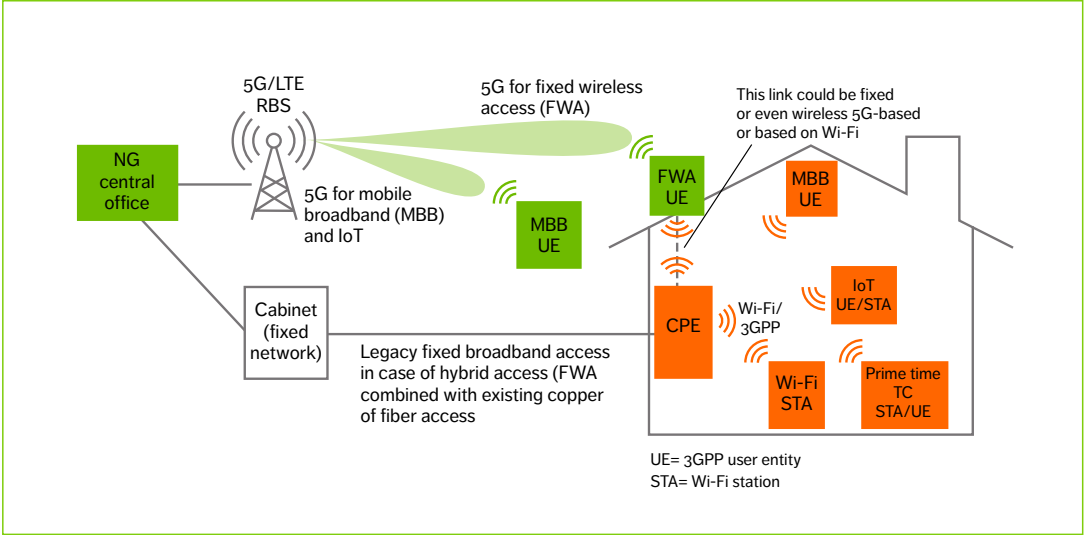 5G/LTE
RBS
5G for fixed wireless
access (FWA)
This link could be fixed
or even wireless 5G-based
or based on Wi-Fi
NG
central
office
5G for mobile
broadband (MBB)
and IoT
MBB
UE
FWA
UE
MBB
UE
IoT
UE/STA
Cabinet
(fixed
network)
CPE
Wi-Fi/
3GPP
Legacy fixed broadband access
in case of hybrid access (FWA
combined with existing copper
of fiber access
Wi-Fi
STA
Prime time
TC
STA/UE
UE= 3GPP user entity
STA= Wi-Fi station